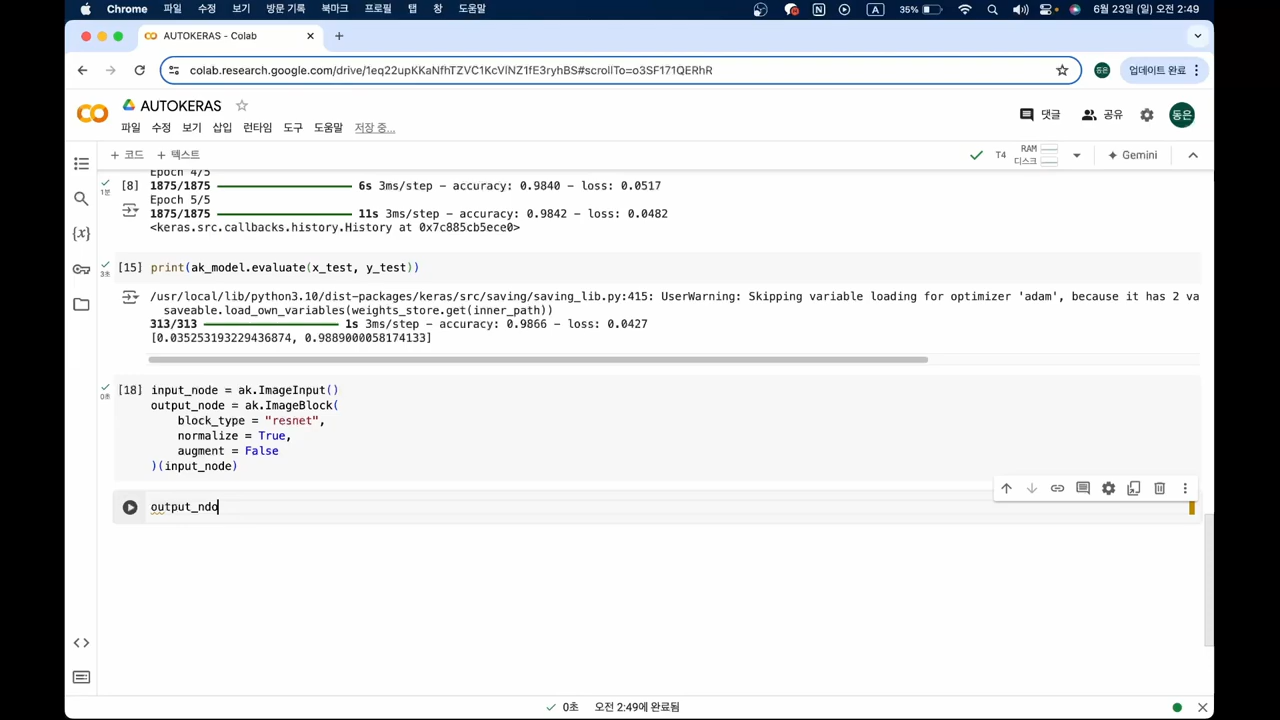 Chrome 파일 수정 보기 방문 기록 북마크 프로필 탭 창 도움말 A 35% 6월 23일 (일) 오전 2:49
AUTOKERAS - Colab
colab.research.google.com/drive/1eq22upKKaNfhTZVC1KcVlNZ1fE3ryhBS#scrollTo=o3SF171QERhR 동은 업데이트 완료
AUTOKERAS 댓글 공유 동은
파일 수정 보기 삽입 런타임 도구 도움말 저장 중...
+ 코드 + 텍스트 T4 RAM 디스크 Gemini
Epoch 4/5
[8] 1875/1875 6s 3ms/step - accuracy: 0.9840 - loss: 0.0517
1분
Epoch 5/5
1875/1875 11s 3ms/step - accuracy: 0.9842 - loss: 0.0482
<keras.src.callbacks.history.History at 0x7c885cb5ece0>
[15] print(ak_model.evaluate(x_test, y_test))
3초
/usr/local/lib/python3.10/dist-packages/keras/src/saving/saving_lib.py:415: UserWarning: Skipping variable loading for optimizer 'adam', because it has 2 va
saveable.load_own_variables(weights_store.get(inner_path))
313/313 1s 3ms/step - accuracy: 0.9866 - loss: 0.0427
[0.035253193229436874, 0.9889000058174133]
[18] input_node = ak.ImageInput()
0초
output_node = ak.ImageBlock(
block_type = "resnet",
normalize = True,
augment = False
)(input_node)
output_ndo
0초 오전 2:49에 완료됨